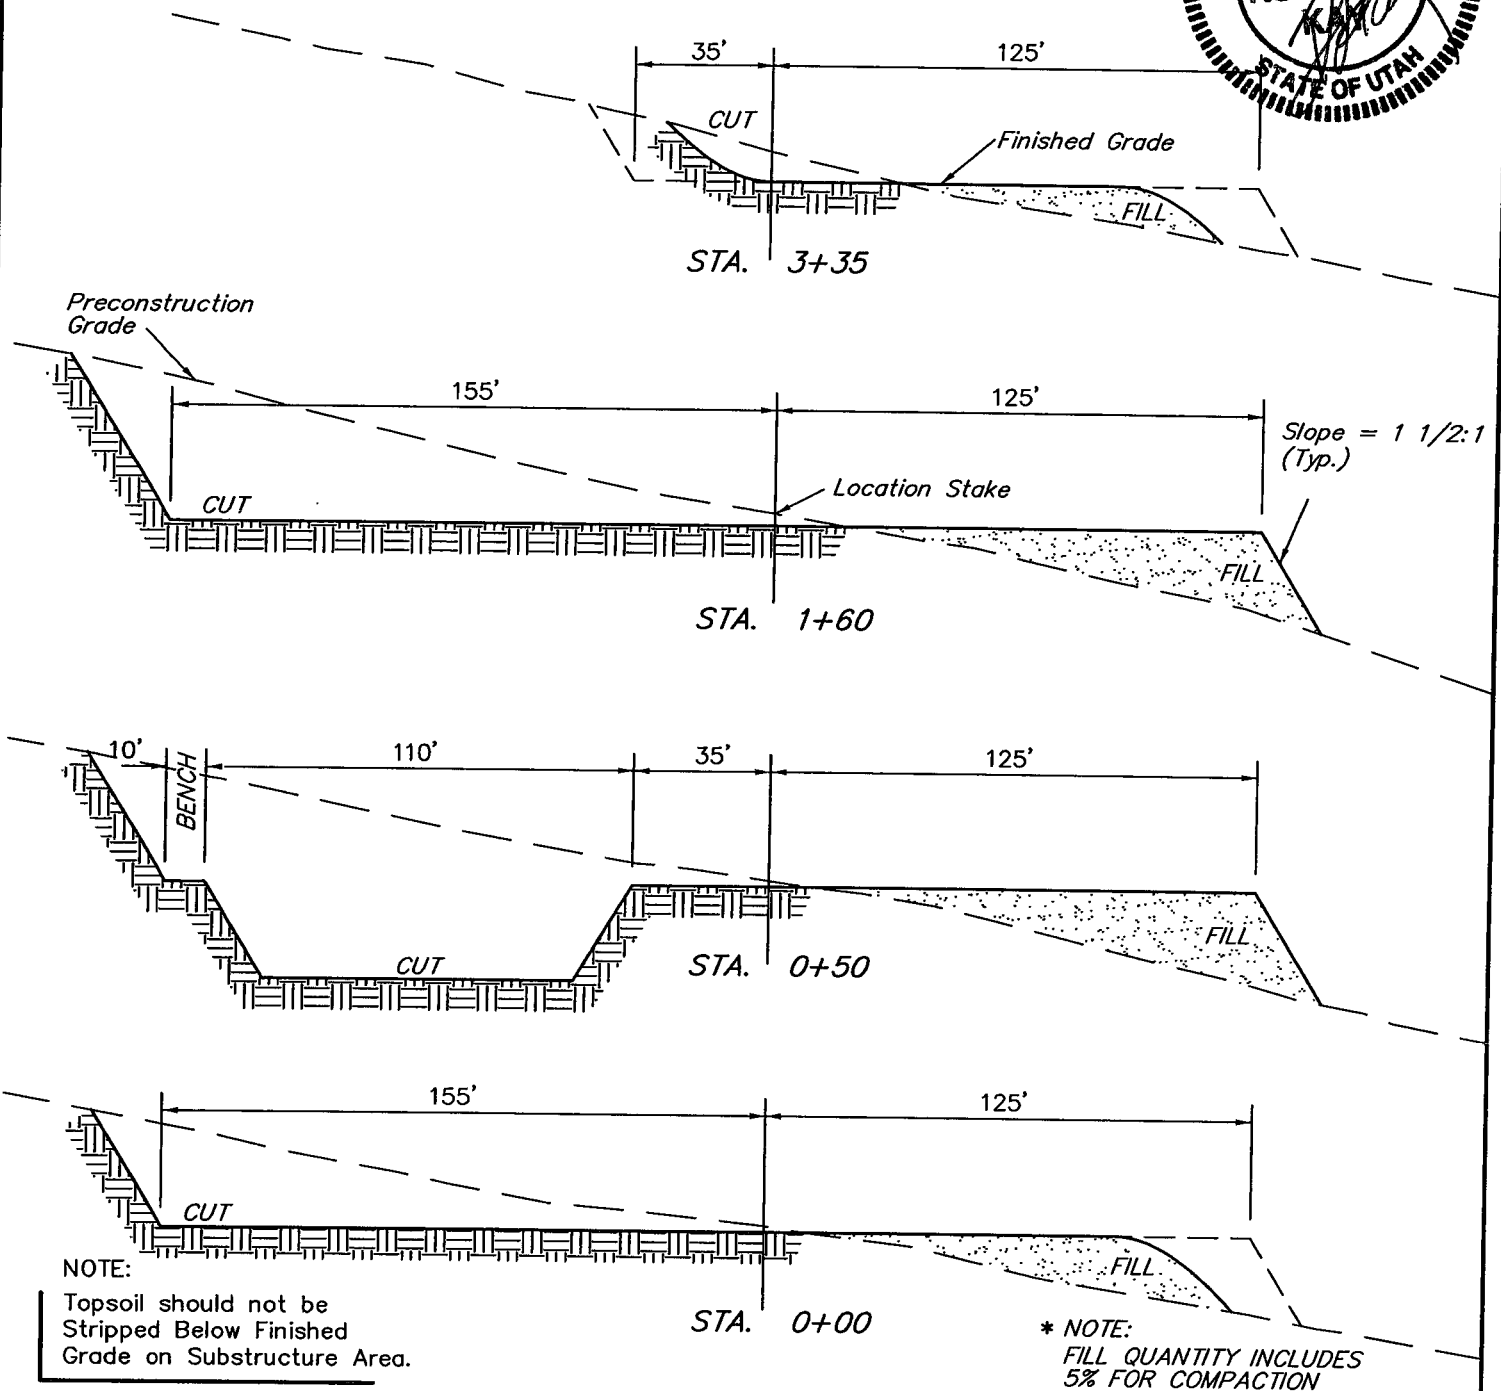 STATE OF UTAH
35'
125'
CUT
Finished Grade
FILL
STA. 3+35
Preconstruction
Grade
155'
125'
Slope = 1 1/2:1
(Typ.)
CUT
Location Stake
FILL
STA. 1+60
10'
BENCH
110'
35'
125'
CUT
FILL
STA. 0+50
155'
125'
CUT
FILL
STA. 0+00
NOTE:
Topsoil should not be
Stripped Below Finished
Grade on Substructure Area.
* NOTE:
FILL QUANTITY INCLUDES
5% FOR COMPACTION